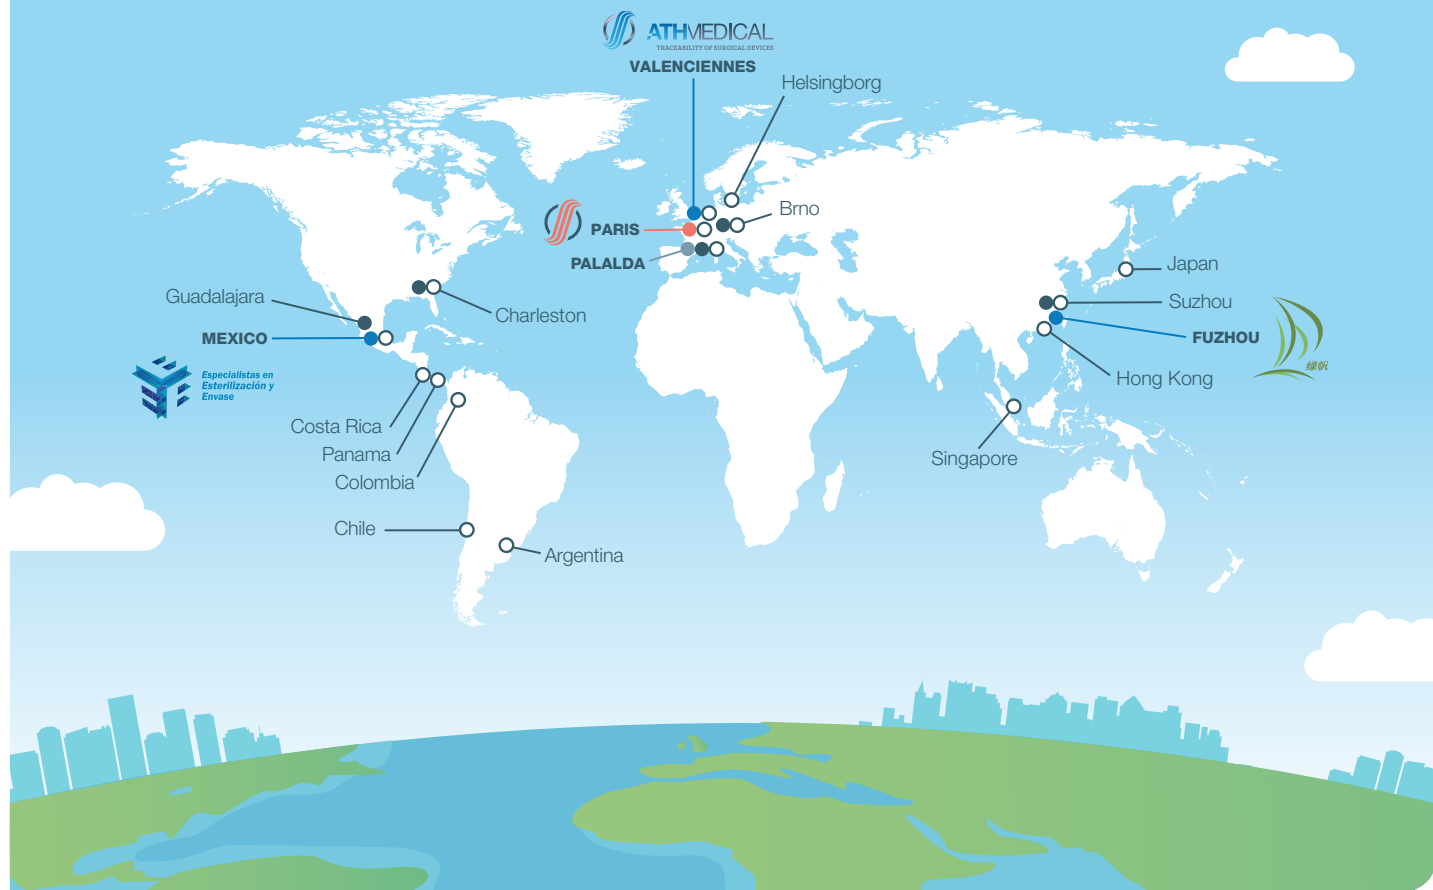 ATHMEDICAL
TRACEABILITY OF SURGICAL DEVICES
VALENCIENNES
Helsingborg
Brno
PARIS
PALALDA
Japan
Guadalajara
Suzhou
Charleston
MEXICO
FUZHOU
绿帆
Especialistas en
Esterilización y
Envase
Hong Kong
Costa Rica
Panama
Singapore
Colombia
Chile
Argentina